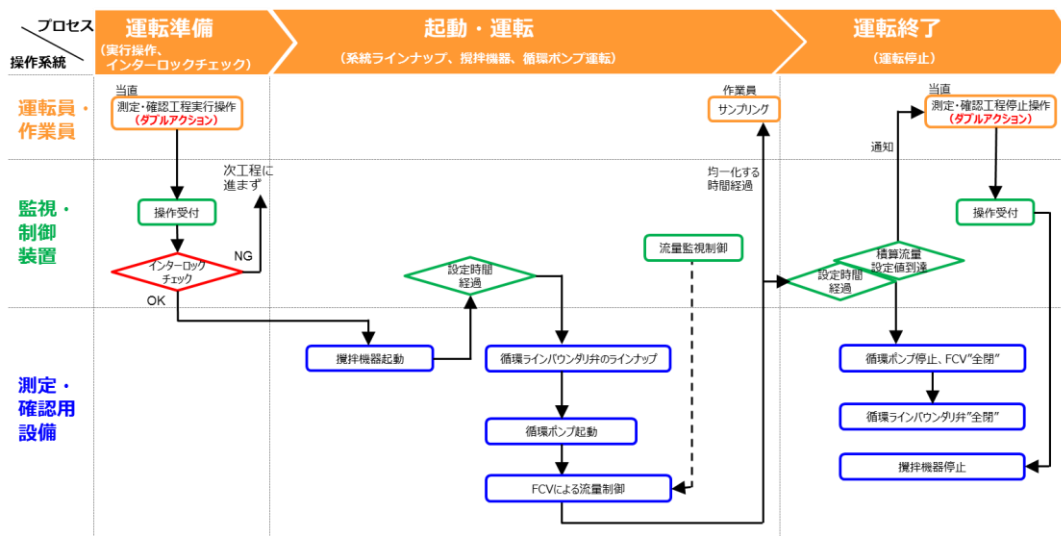 プロセス
操作系統
運転準備
(実行操作、
インターロックチェック)
起動・運転
(系統ラインナップ、攪拌機器、循環ポンプ運転)
運転終了
(運転停止)
運転員・
作業員
当直
測定・確認工程実行操作
(ダブルアクション)
作業員
サンプリング
当直
測定・確認工程停止操作
(ダブルアクション)
通知
次工程に
進まず
均一化する
時間経過
監視・
制御
装置
操作受付
インターロック
チェック
NG
OK
設定時間
経過
流量監視制御
積算流量
設定値到達
設定時間
経過
操作受付
測定・
確認用
設備
攪拌機器起動
循環ラインバウンダリ弁のラインナップ
循環ポンプ起動
FCVによる流量制御
循環ポンプ停止、FCV"全閉"
循環ラインバウンダリ弁"全閉"
攪拌機器停止